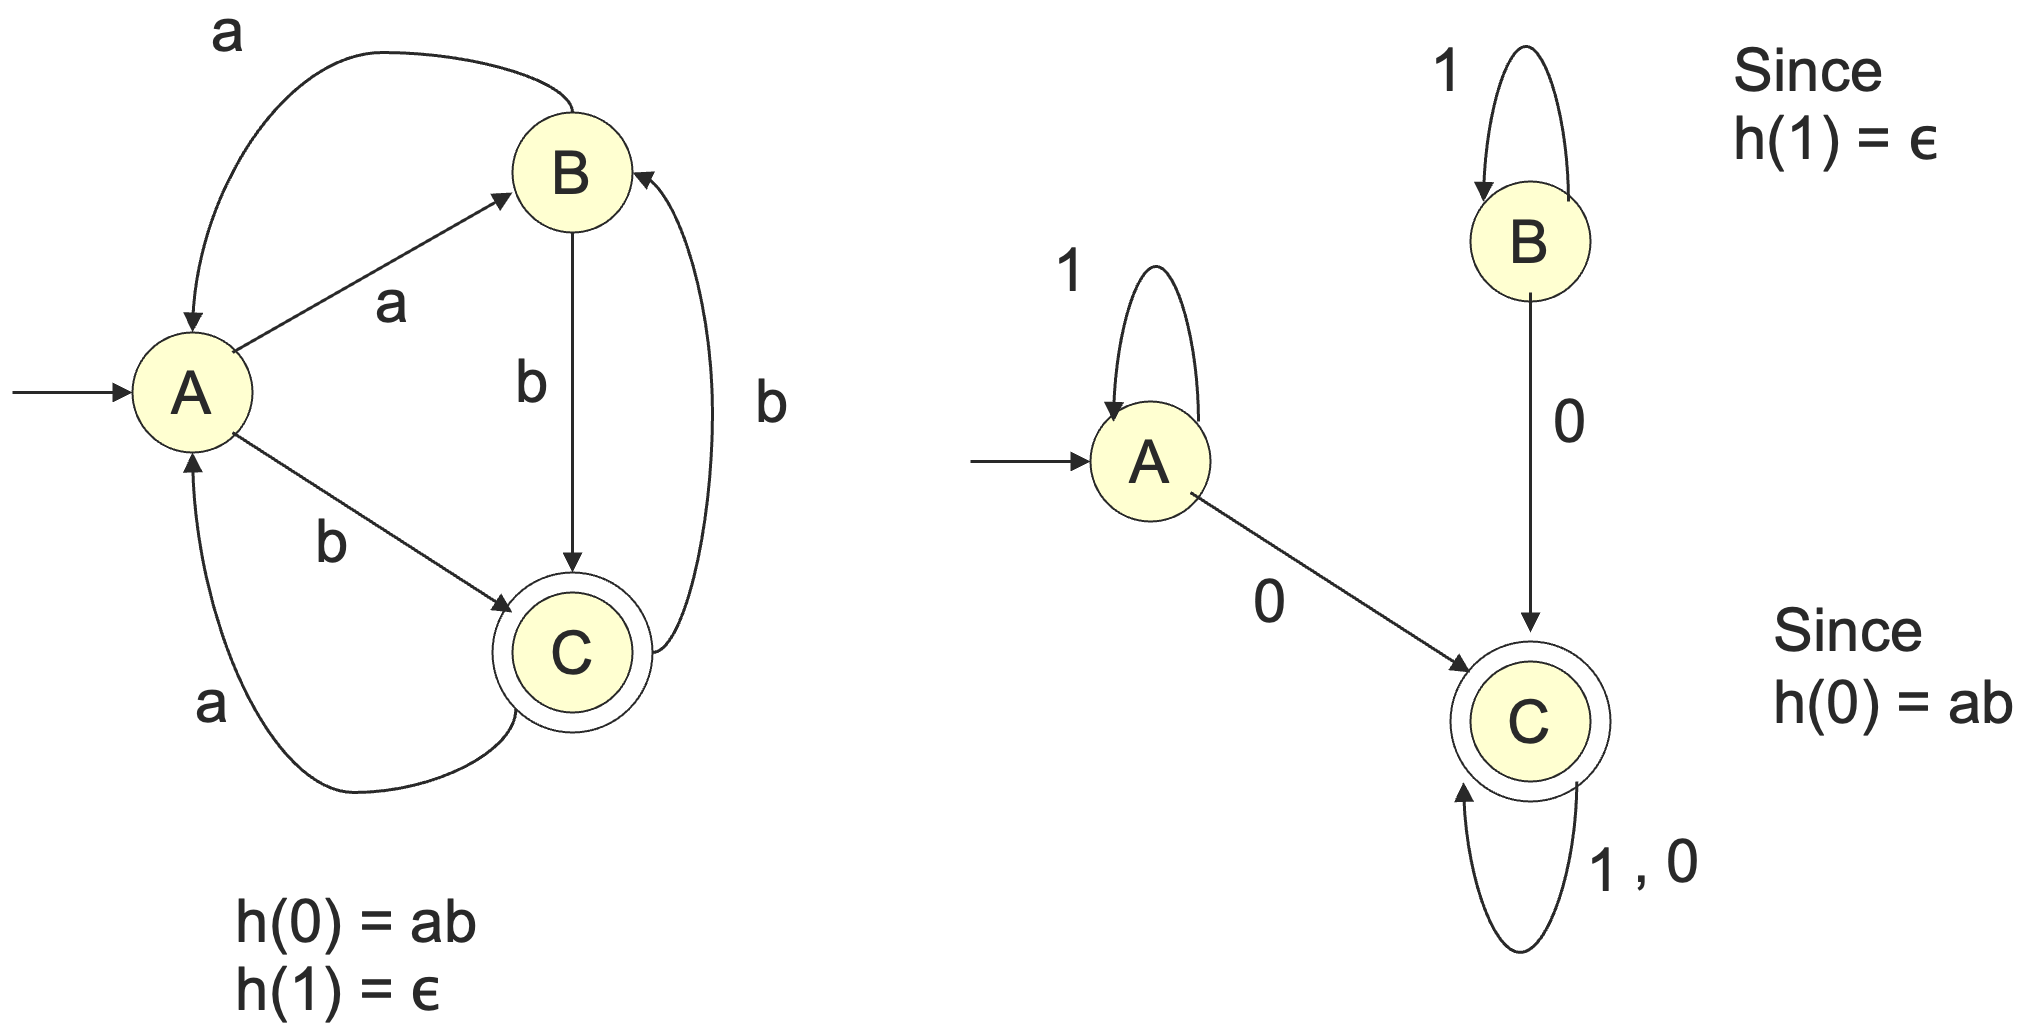 a
B
a
A
b
b
b
C
a
h(0) = ab
h(1) = ϵ
1
Since
h(1) = ϵ
B
1
A
0
0
Since
h(0) = ab
C
1 , 0